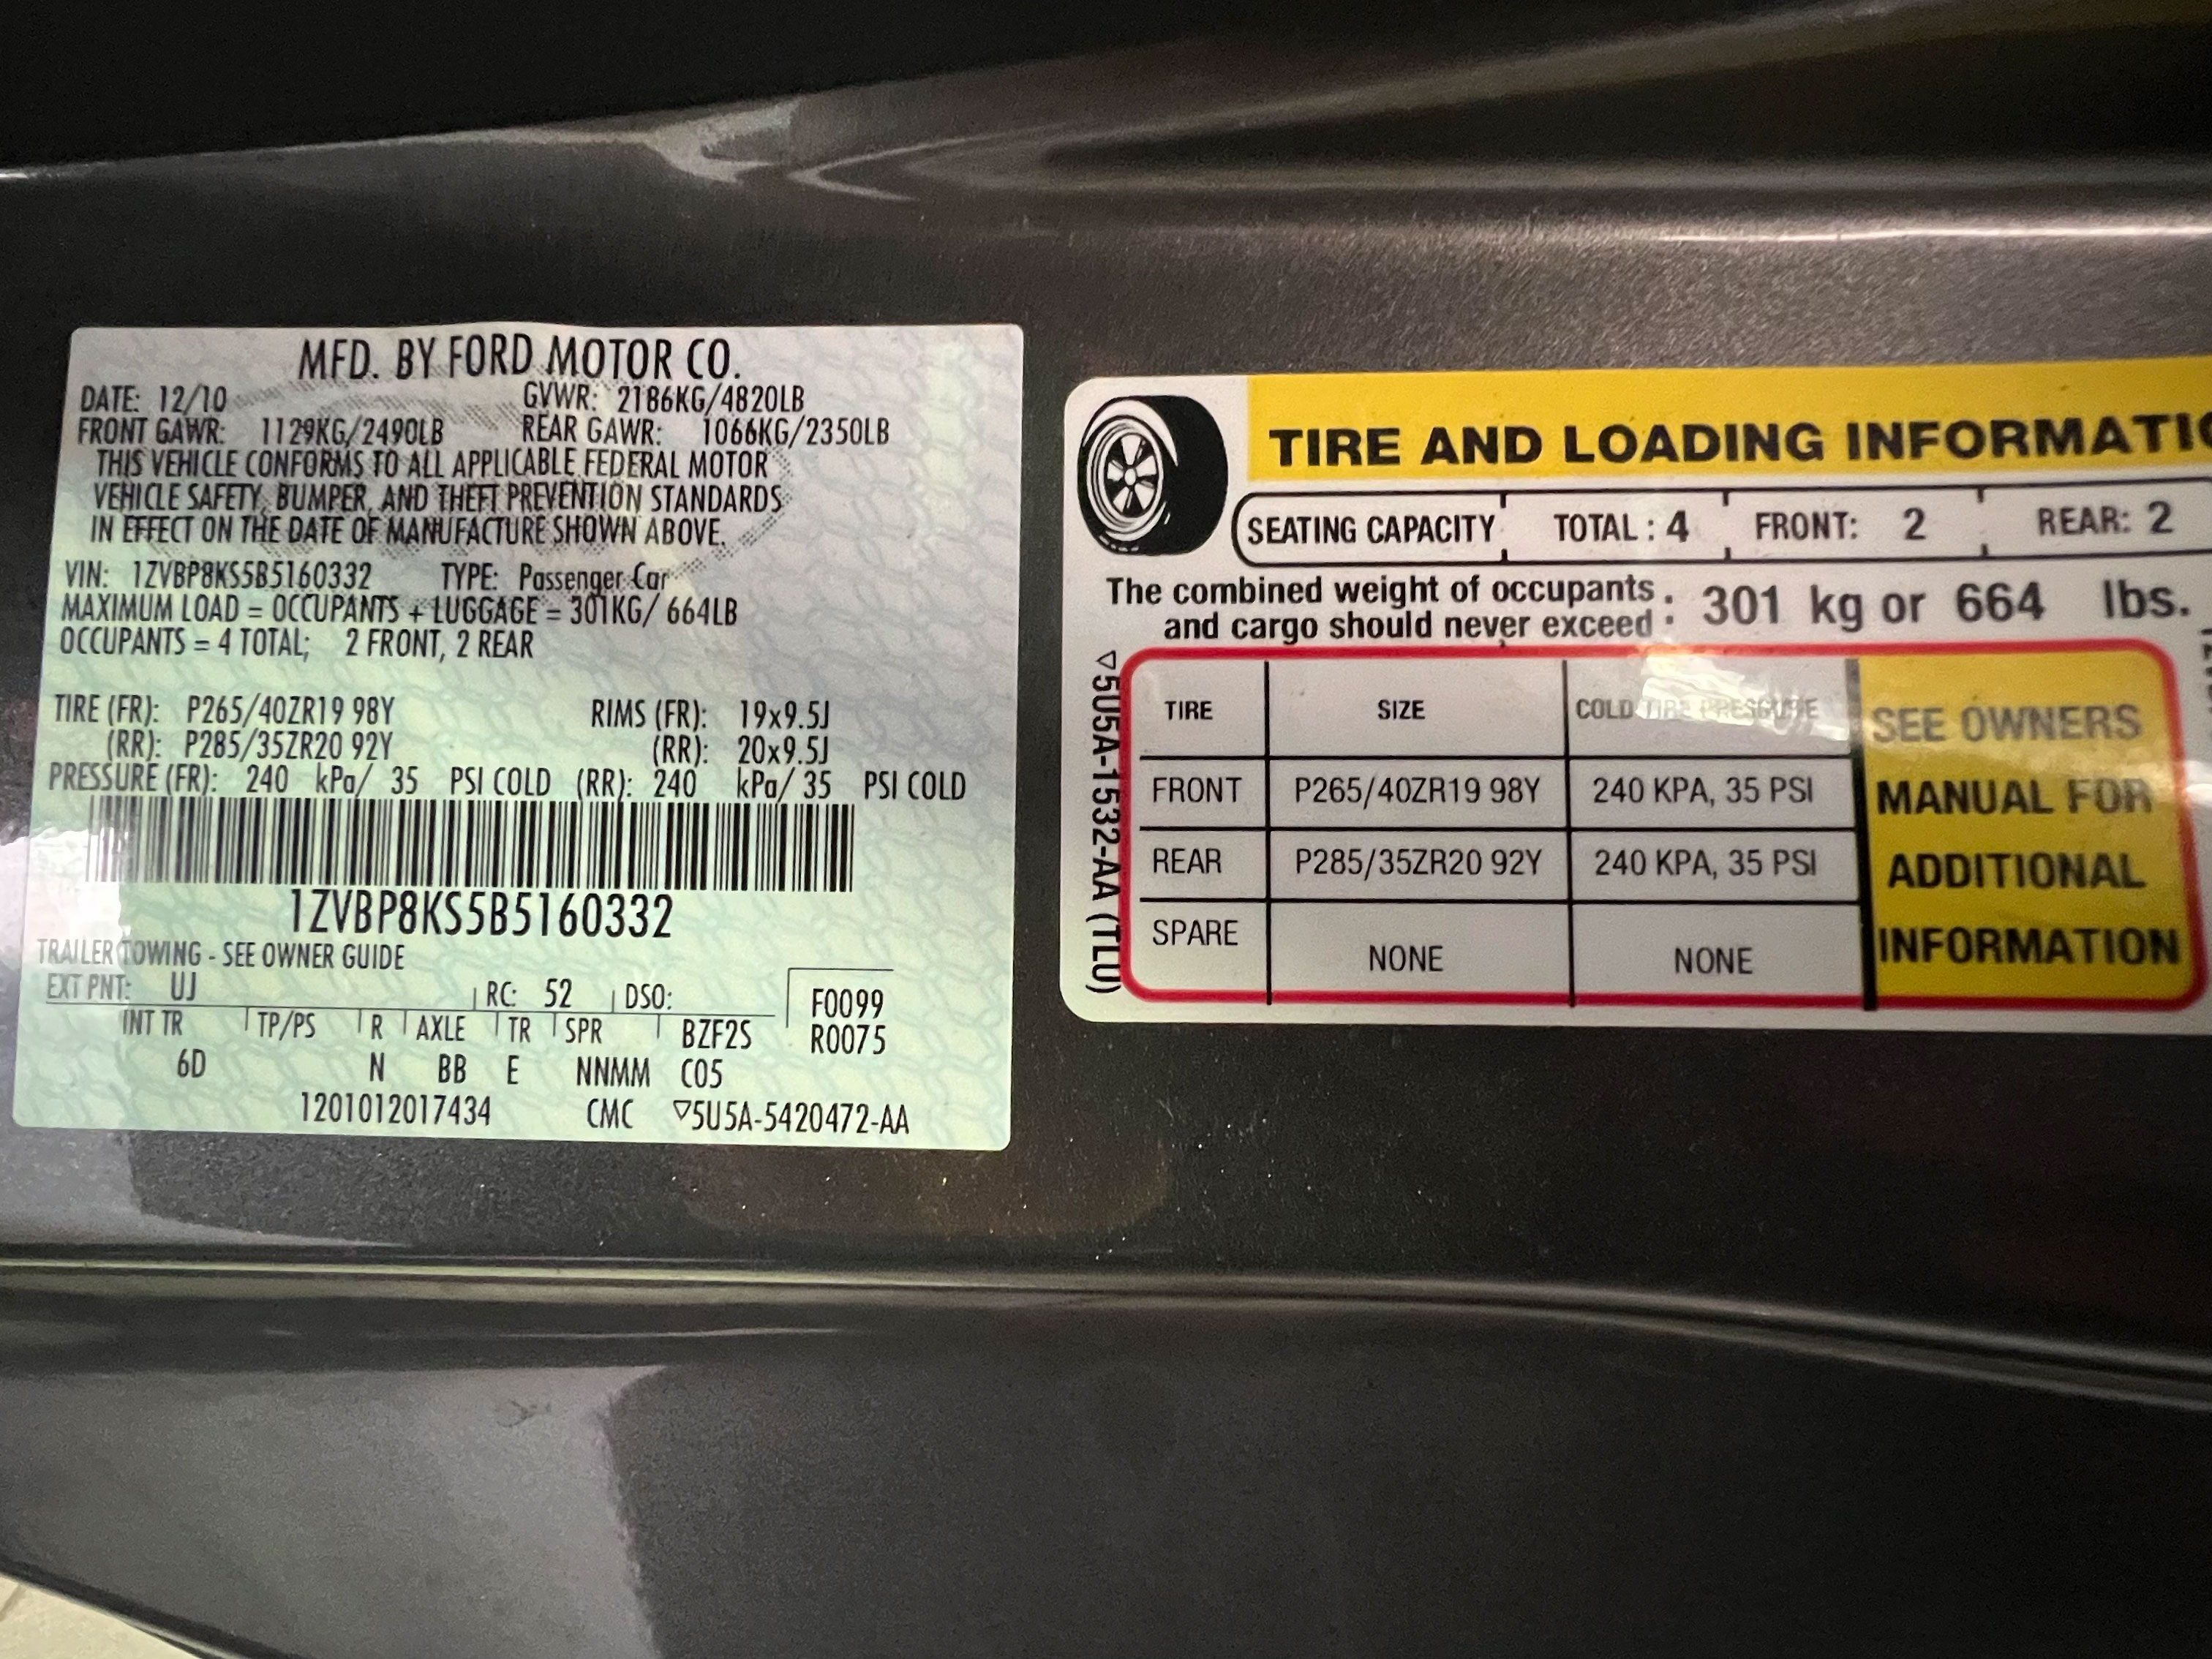 MFD. BY FORD MOTOR CO.
DATE: 12/10 GVWR: 2186KG/4820LB
FRONT GAWR: 1129KG/2490LB REAR GAWR: 1066KG/2350LB
THIS VEHICLE CONFORMS TO ALL APPLICABLE FEDERAL MOTOR
VEHICLE SAFETY, BUMPER, AND THEFT PREVENTION STANDARDS
IN EFFECT ON THE DATE OF MANUFACTURE SHOWN ABOVE.
VIN: 1ZVBP8KS5B5160332 TYPE: Passenger Car
MAXIMUM LOAD = OCCUPANTS + LUGGAGE = 301KG/ 664LB
OCCUPANTS = 4 TOTAL; 2 FRONT, 2 REAR
TIRE (FR): P265/40ZR19 98Y RIMS (FR): 19x9.5J
(RR): P285/35ZR20 92Y (RR): 20x9.5J
PRESSURE (FR): 240 kPa/ 35 PSI COLD (RR): 240 kPa/ 35 PSI COLD
1ZVBP8KS5B5160332
TRAILER TOWING - SEE OWNER GUIDE
EXT PNT: UJ RC: 52 DSO: F0099
INT TR TP/PS R AXLE TR SPR BZF2S R0075
6D N BB E NNMM C05
1201012017434 CMC ▽5U5A-5420472-AA
TIRE AND LOADING INFORMATIO
SEATING CAPACITY TOTAL : 4 FRONT: 2 REAR: 2
The combined weight of occupants
and cargo should never exceed : 301 kg or 664 lbs.
▽5U5A-1532-AA (TLU)
TIRE SIZE COLD TIRE PRESSURE
FRONT P265/40ZR19 98Y 240 KPA, 35 PSI
REAR P285/35ZR20 92Y 240 KPA, 35 PSI
SPARE NONE NONE
SEE OWNERS
MANUAL FOR
ADDITIONAL
INFORMATION